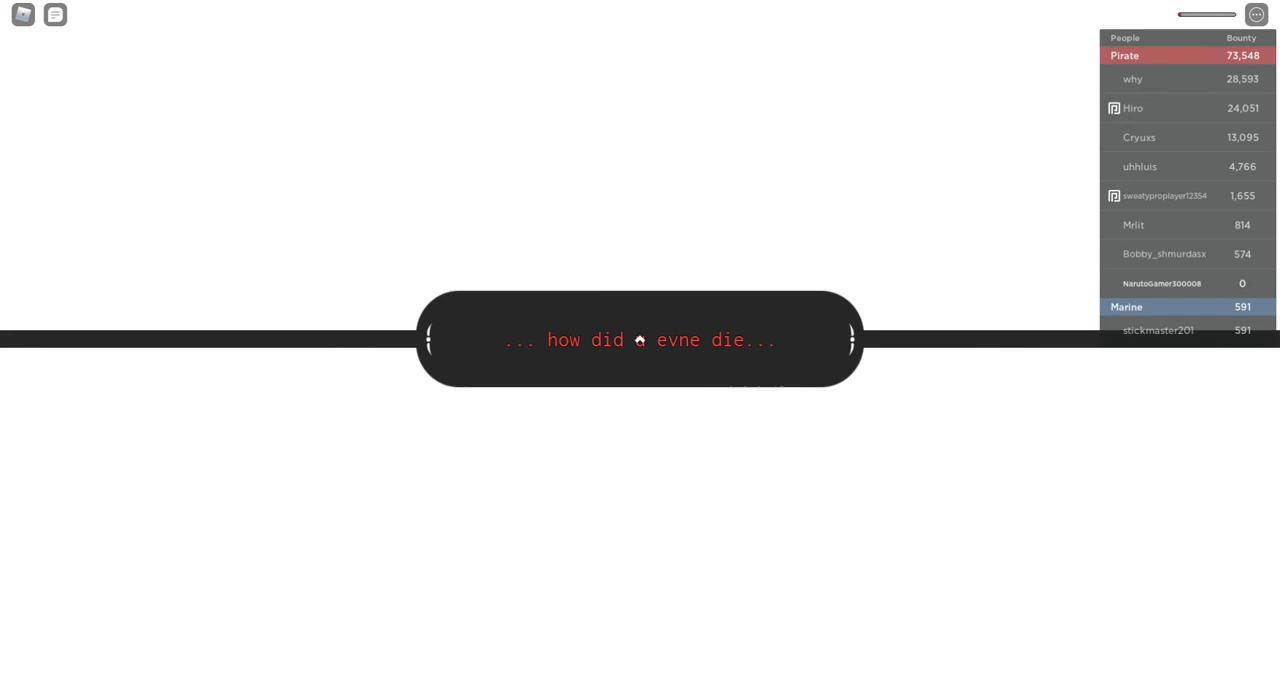 People Bounty
Pirate 73,548
why 28,593
Hiro 24,051
Cryuxs 13,095
uhhluis 4,766
sweatyproplayer12354 1,655
Mrlit 814
Bobby_shmurdasx 574
NarutoGamer300008 0
Marine 591
stickmaster201 591
... how did u evne die...